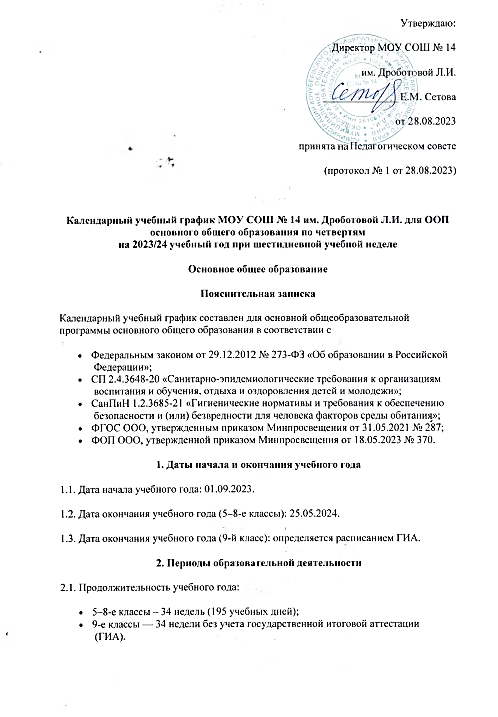 Утверждаю:
Директор МОУ СОШ № 14
им. Дроботовой Л.И.
Е.М. Сетова
от 28.08.2023
принята на Педагогическом совете
(протокол № 1 от 28.08.2023)
Календарный учебный график МОУ СОШ № 14 им. Дроботовой Л.И. для ООП
основного общего образования по четвертям
на 2023/24 учебный год при шестидневной учебной неделе
Основное общее образование
Пояснительная записка
Календарный учебный график составлен для основной общеобразовательной
программы основного общего образования в соответствии с
• Федеральным законом от 29.12.2012 № 273-ФЗ «Об образовании в Российской
Федерации»;
• СП 2.4.3648-20 «Санитарно-эпидемиологические требования к организациям
воспитания и обучения, отдыха и оздоровления детей и молодежи»;
• СанПиН 1.2.3685-21 «Гигиенические нормативы и требования к обеспечению
безопасности и (или) безвредности для человека факторов среды обитания»;
• ФГОС ООО, утвержденным приказом Минпросвещения от 31.05.2021 № 287;
• ФОП ООО, утвержденной приказом Минпросвещения от 18.05.2023 № 370.
1. Даты начала и окончания учебного года
1.1. Дата начала учебного года: 01.09.2023.
1.2. Дата окончания учебного года (5–8-е классы): 25.05.2024.
1.3. Дата окончания учебного года (9-й класс): определяется расписанием ГИА.
2. Периоды образовательной деятельности
2.1. Продолжительность учебного года:
• 5–8-е классы – 34 недель (195 учебных дней);
• 9-е классы — 34 недели без учета государственной итоговой аттестации
(ГИА).